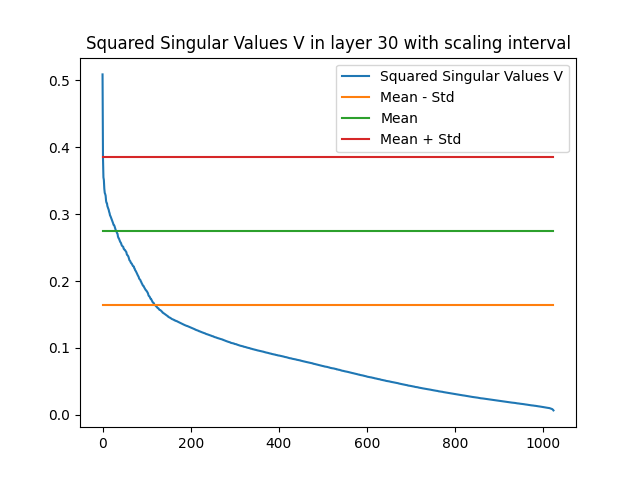 Squared Singular Values V in layer 30 with scaling interval
Squared Singular Values V
Mean - Std
Mean
Mean + Std
0.5
0.4
0.3
0.2
0.1
0.0
0 200 400 600 800 1000